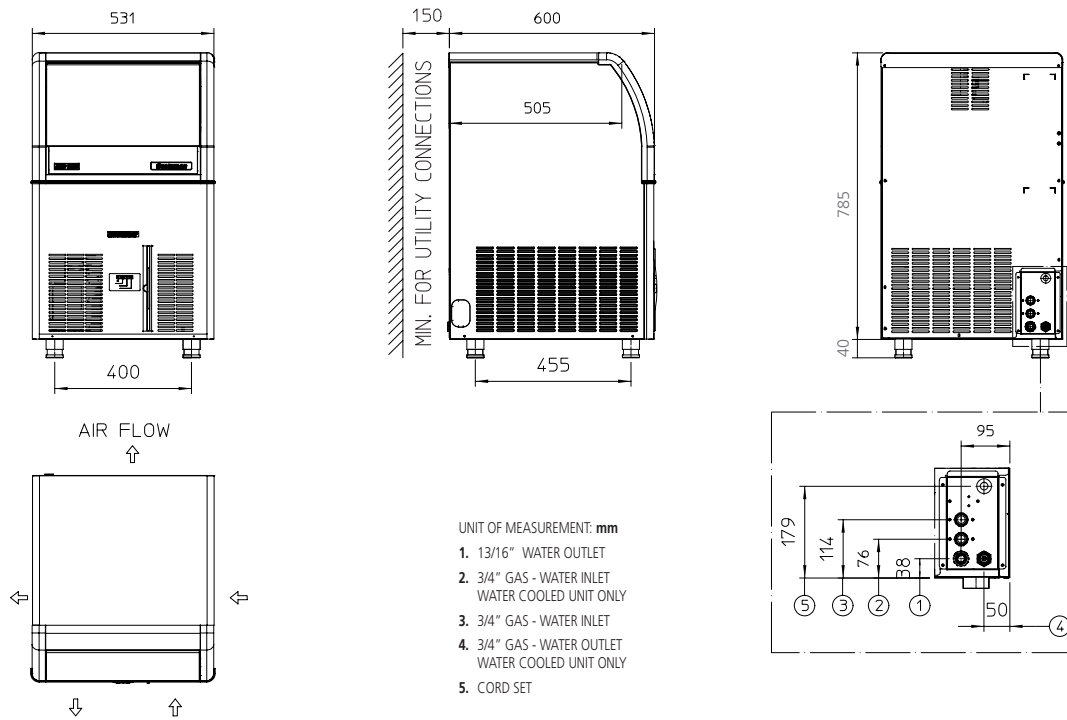 531
150
600
MIN. FOR UTILITY CONNECTIONS
505
785
40
400
455
AIR FLOW
95
179
114
76
38
50
5
3
2
1
4
UNIT OF MEASUREMENT: mm
1. 13/16" WATER OUTLET
2. 3/4" GAS - WATER INLET
WATER COOLED UNIT ONLY
3. 3/4" GAS - WATER INLET
4. 3/4" GAS - WATER OUTLET
WATER COOLED UNIT ONLY
5. CORD SET